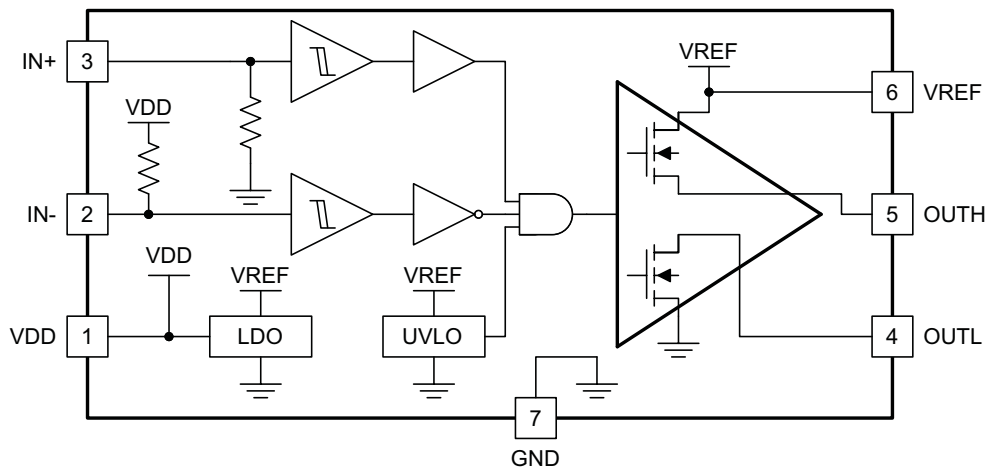 IN+
3
VREF
6
VREF
VDD
IN-
2
5
OUTH
VDD
VREF
VREF
VDD
1
LDO
UVLO
4
OUTL
7
GND